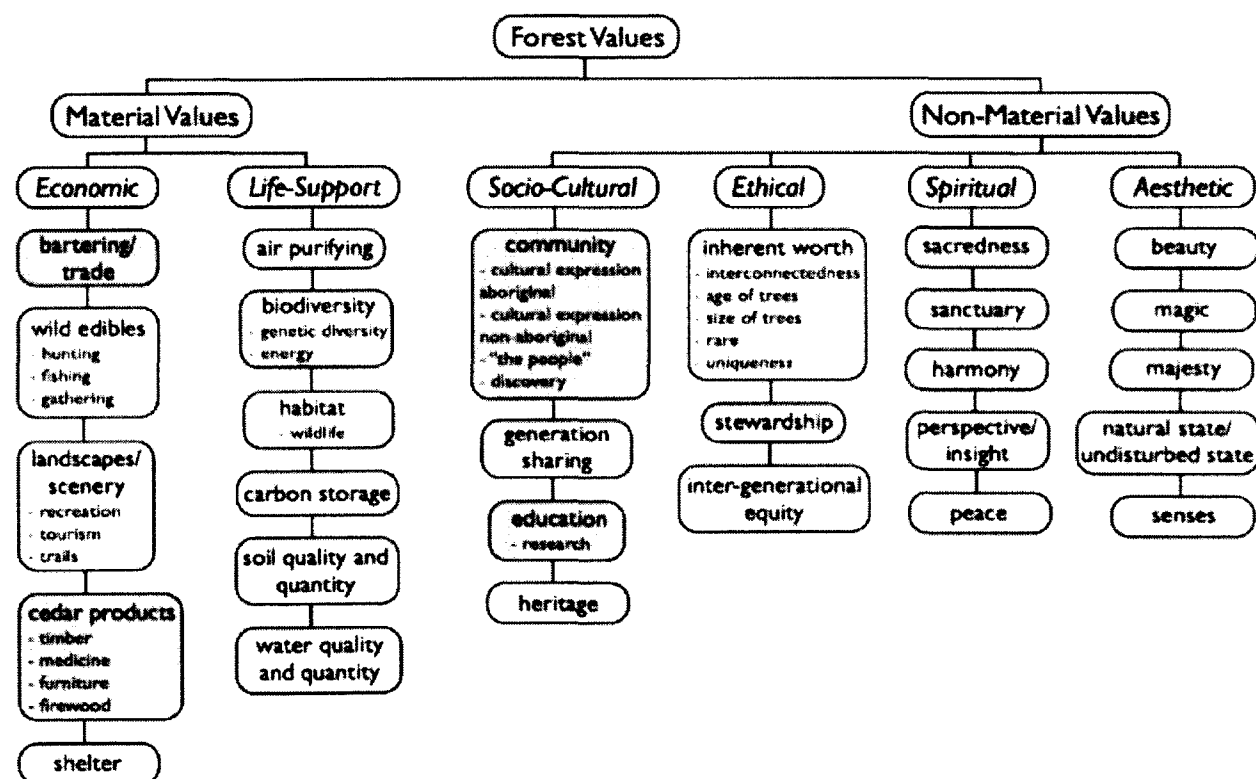 Forest Values
Material Values
Non-Material Values
Economic
Life-Support
Socio-Cultural
Ethical
Spiritual
Aesthetic
bartering/
trade
wild edibles
- hunting
- fishing
- gathering
landscapes/
scenery
- recreation
- tourism
- trails
cedar products
- timber
- medicine
- furniture
- firewood
shelter
air purifying
biodiversity
- genetic diversity
- energy
habitat
- wildlife
carbon storage
soil quality and
quantity
water quality
and quantity
community
- cultural expression
aboriginal
- cultural expression
non-aboriginal
- "the people"
- discovery
generation
sharing
education
- research
heritage
inherent worth
- interconnectedness
- age of trees
- size of trees
- rare
- uniqueness
stewardship
inter-generational
equity
sacredness
sanctuary
harmony
perspective/
insight
peace
beauty
magic
majesty
natural state/
undisturbed state
senses